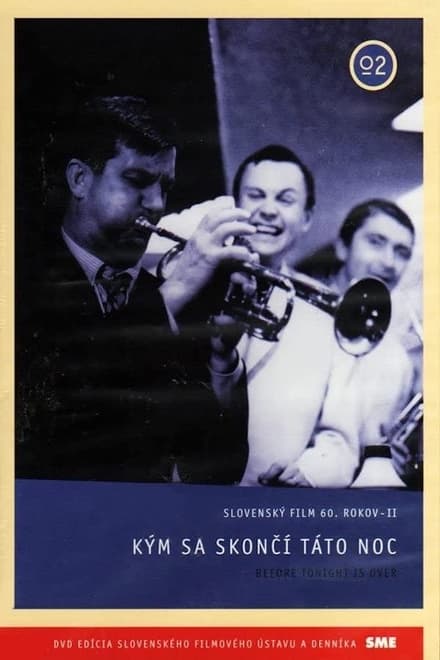 02
SLOVENSKÝ FILM 60. ROKOV-II
KÝM SA SKONČÍ TÁTO NOC
BEFORE TONIGHT IS OVER
DVD EDÍCIA SLOVENSKÉHO FILMOVÉHO ÚSTAVU A DENNÍKA SME